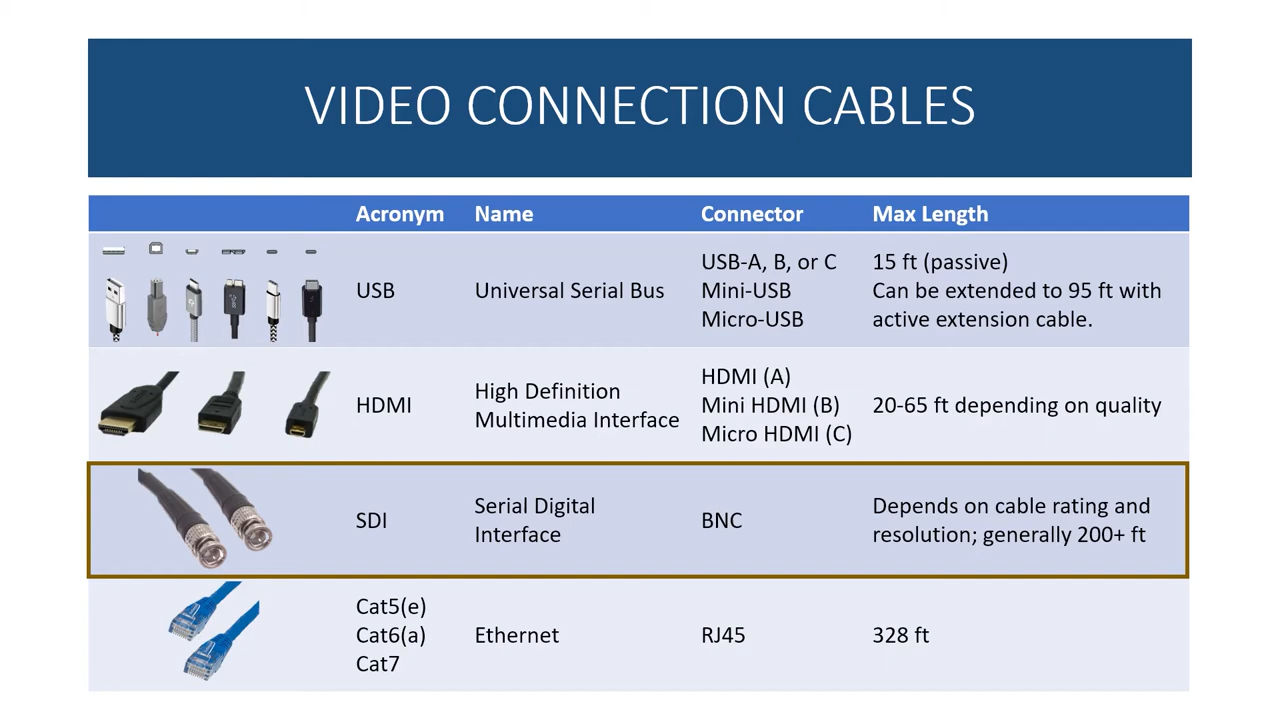 VIDEO CONNECTION CABLES
Acronym Name Connector Max Length
USB
Universal Serial Bus
USB-A, B, or C
Mini-USB
Micro-USB
15 ft (passive)
Can be extended to 95 ft with
active extension cable.
HDMI
High Definition
Multimedia Interface
HDMI (A)
Mini HDMI (B)
Micro HDMI (C)
20-65 ft depending on quality
SDI
Serial Digital
Interface
BNC
Depends on cable rating and
resolution; generally 200+ ft
Cat5(e)
Cat6(a)
Cat7
Ethernet
RJ45
328 ft